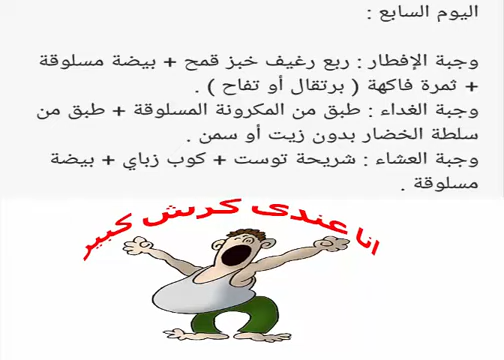 اليوم السابع :
وجبة الإفطار : ربع رغيف خبز قمح + بيضة مسلوقة
+ ثمرة فاكهة ( برتقال أو تفاح ) .
وجبة الغداء : طبق من المكرونة المسلوقة + طبق من
سلطة الخضار بدون زيت أو سمن .
وجبة العشاء : شريحة توست + كوب زباي + بيضة
مسلوقة .
انا عندى كرش كبير